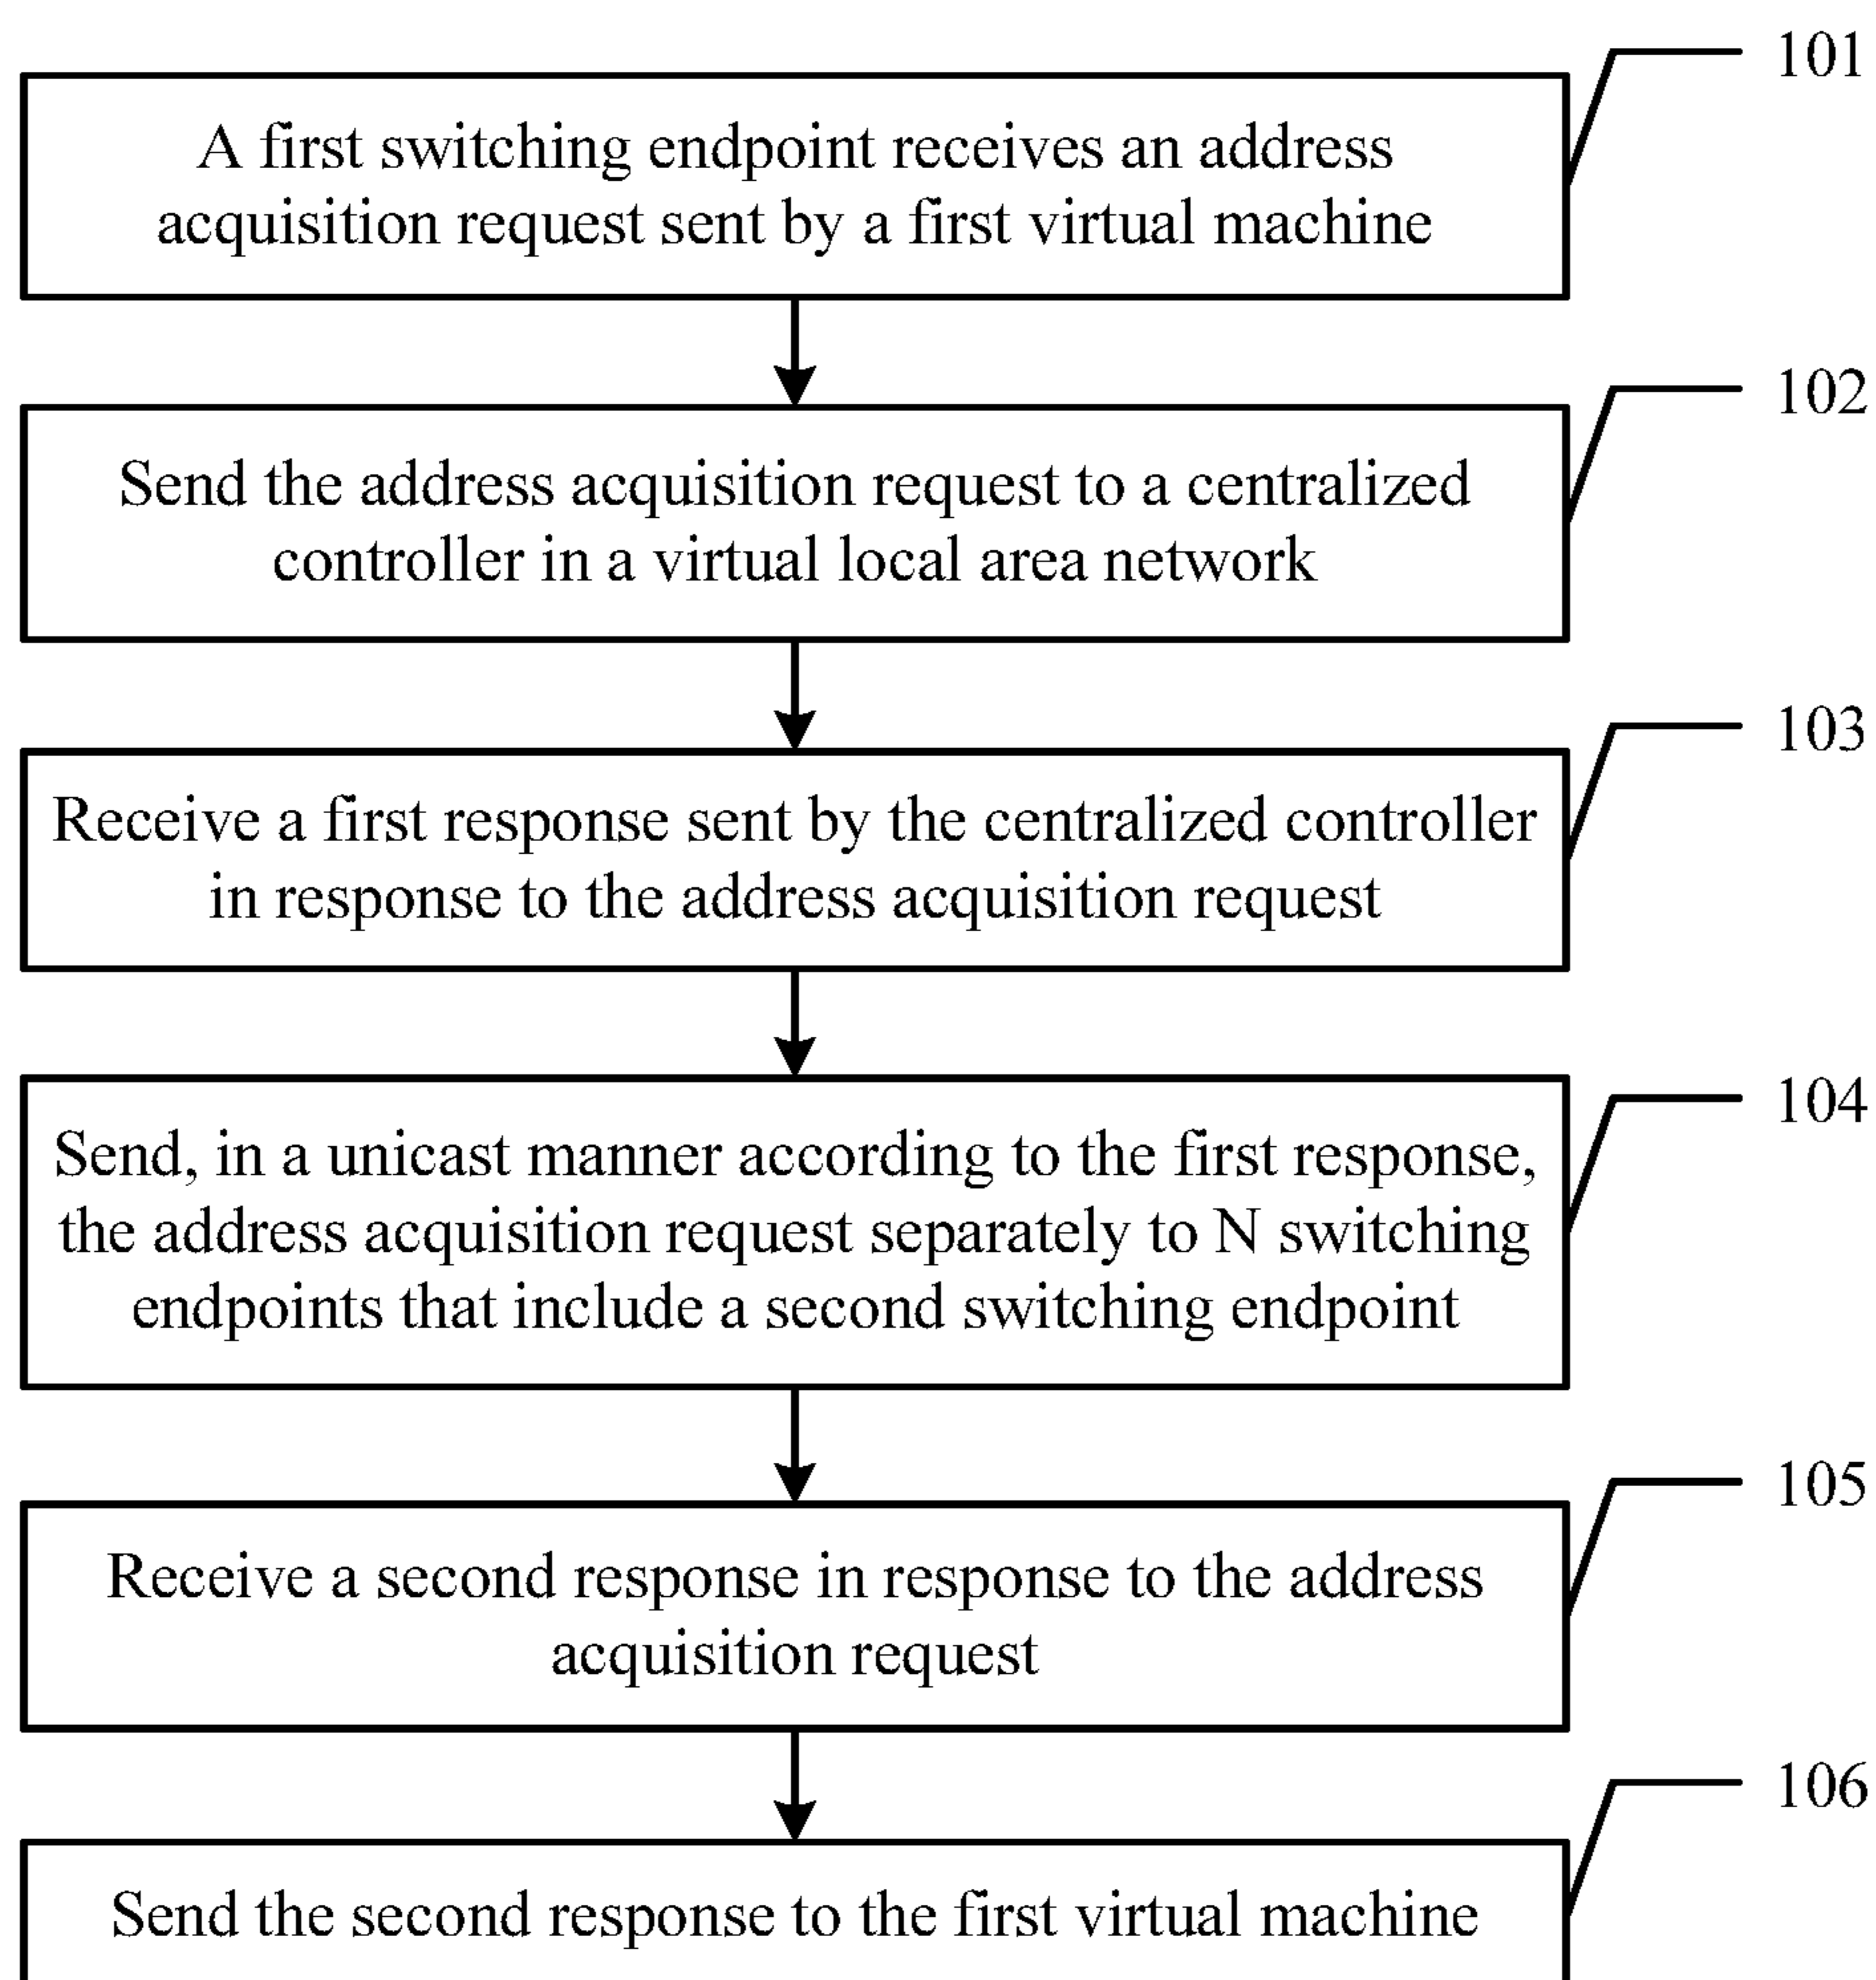 101
A first switching endpoint receives an address
acquisition request sent by a first virtual machine
102
Send the address acquisition request to a centralized
controller in a virtual local area network
103
Receive a first response sent by the centralized controller
in response to the address acquisition request
104
Send, in a unicast manner according to the first response,
the address acquisition request separately to N switching
endpoints that include a second switching endpoint
105
Receive a second response in response to the address
acquisition request
106
Send the second response to the first virtual machine